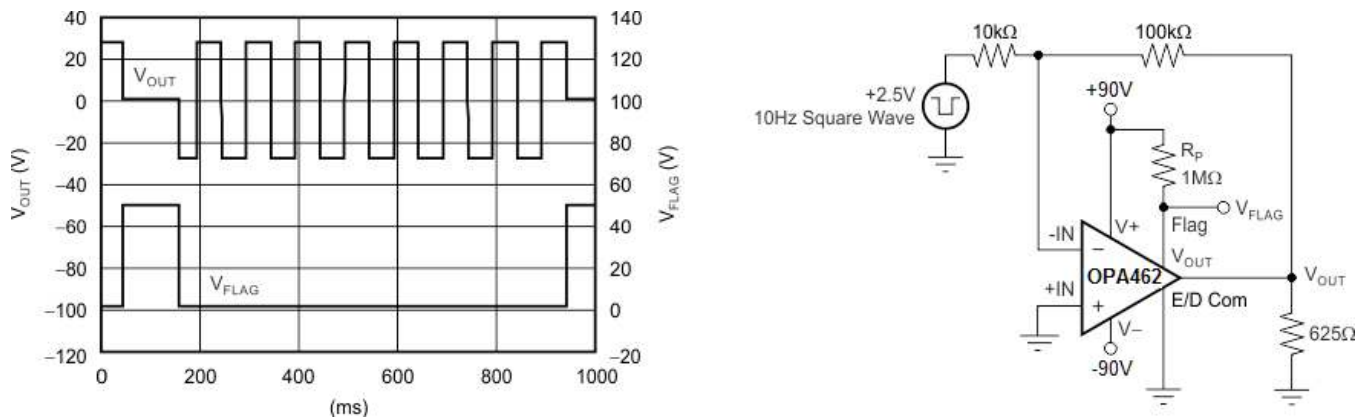 40
20
0
−20
−40
−60
−80
−100
−120
V_OUT (V)
V_OUT
V_FLAG
140
120
100
80
60
40
20
0
−20
V_FLAG (V)
0
200
400
600
800
1000
(ms)
10kΩ
100kΩ
+2.5V
10Hz Square Wave
+90V
R_P
1MΩ
V_FLAG
Flag
-IN
V+
−
V_OUT
OPA462
V_OUT
+IN
+
E/D Com
V−
-90V
625Ω